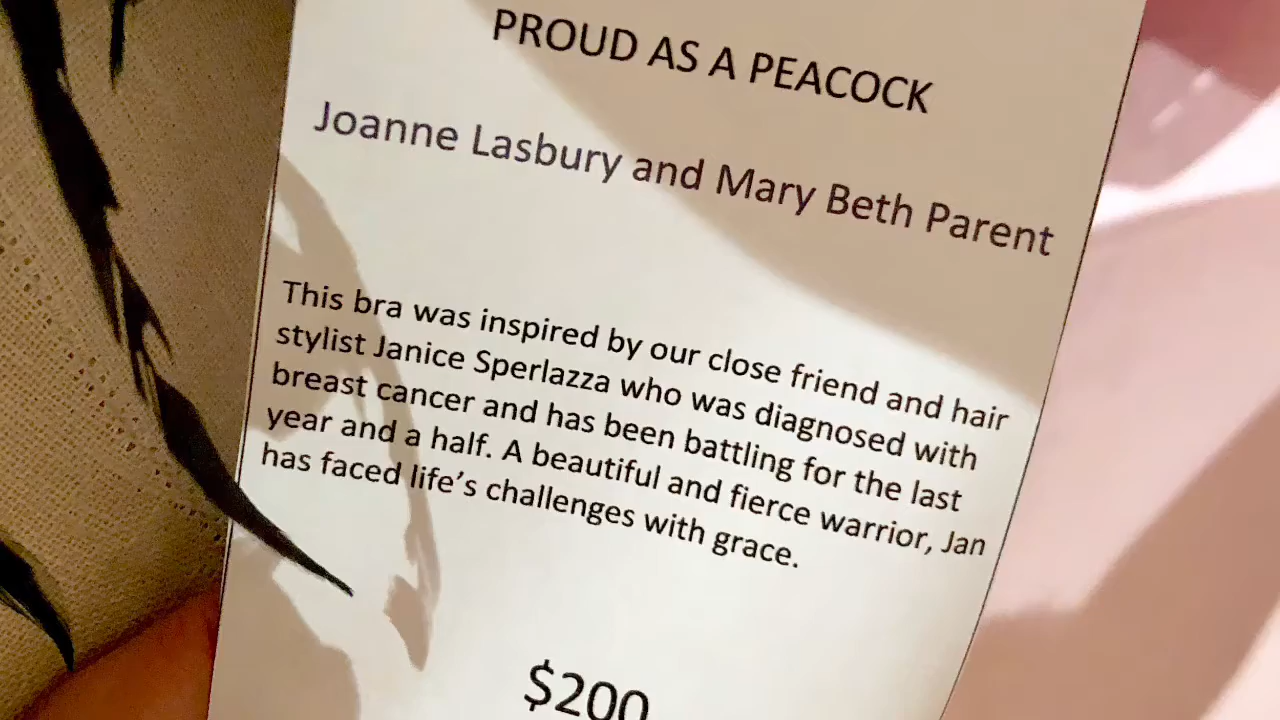 PROUD AS A PEACOCK
Joanne Lasbury and Mary Beth Parent
This bra was inspired by our close friend and hair
stylist Janice Sperlazza who was diagnosed with
breast cancer and has been battling for the last
year and a half. A beautiful and fierce warrior, Jan
has faced life’s challenges with grace.
$200